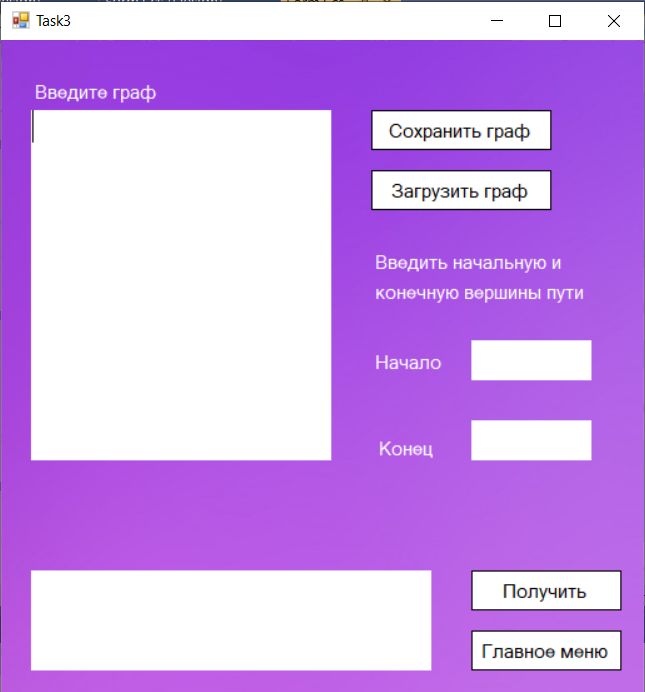 Task3
Введите граф
Сохранить граф
Загрузить граф
Введить начальную и
конечную вершины пути
Начало
Конец
Получить
Главное меню